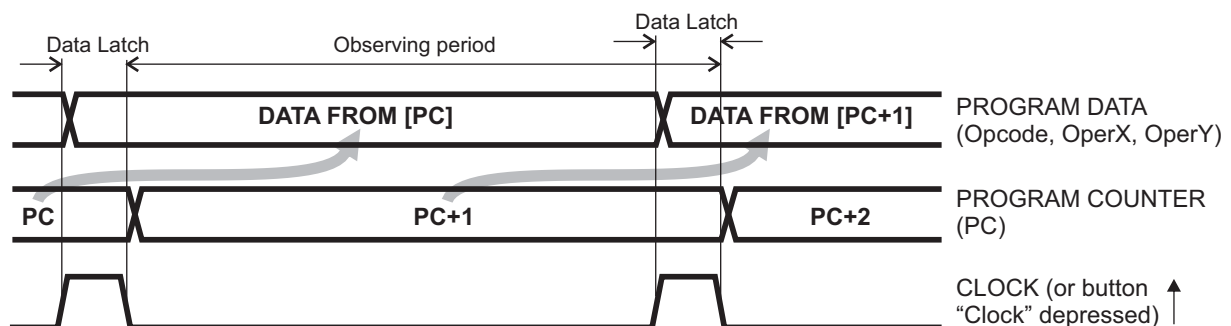 Data Latch
Data Latch
Observing period
DATA FROM [PC]
DATA FROM [PC+1]
PROGRAM DATA
(Opcode, OperX, OperY)
PC
PC+1
PC+2
PROGRAM COUNTER
(PC)
CLOCK (or button
“Clock” depressed)